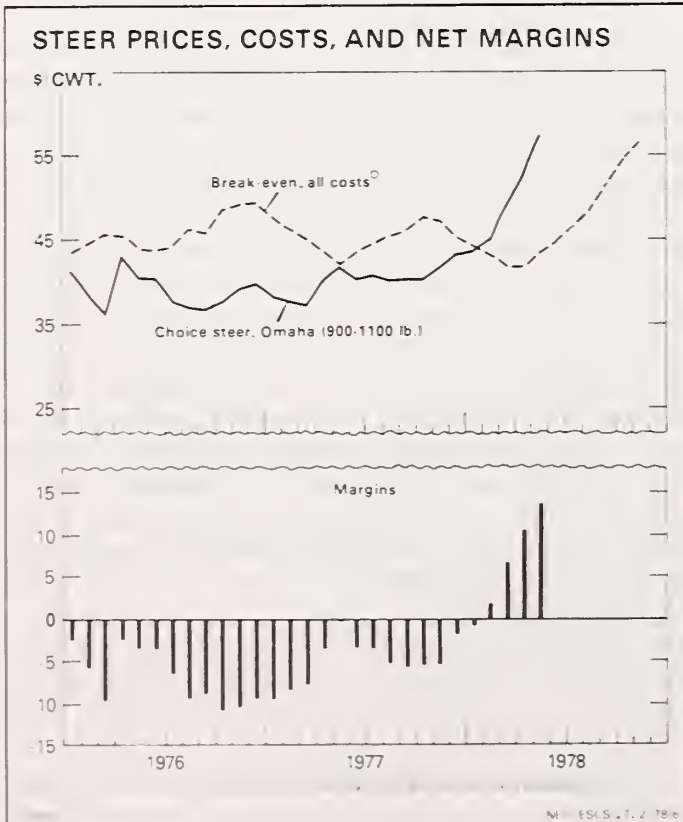 STEER PRICES, COSTS, AND NET MARGINS
$ CWT.
55
Break-even, all costs○
45
35
Choice steer, Omaha (900-1100 lb.)
25
22
Margins
15
10
5
0
-5
10
-15
1976 1977 1978